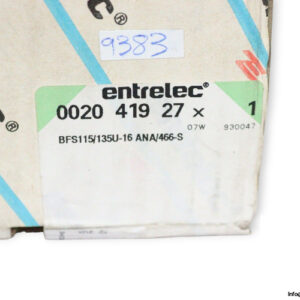 9383
entrelec®
0020 419 27 x 1
07W 930047
BFS115/135U-16 ANA/466-S